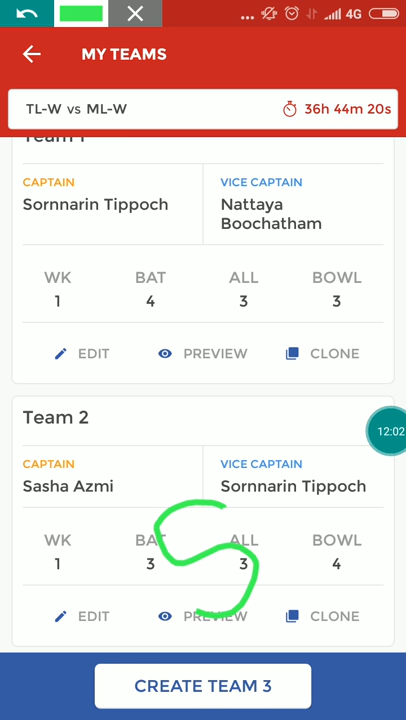 ... 4G
MY TEAMS
TL-W vs ML-W 36h 44m 20s
Team 1
CAPTAIN VICE CAPTAIN
Sornnarin Tippoch Nattaya
Boochatham
WK BAT ALL BOWL
1 4 3 3
EDIT PREVIEW CLONE
Team 2
12:02
CAPTAIN VICE CAPTAIN
Sasha Azmi Sornnarin Tippoch
WK BAT ALL BOWL
1 3 3 4
EDIT PREVIEW CLONE
CREATE TEAM 3